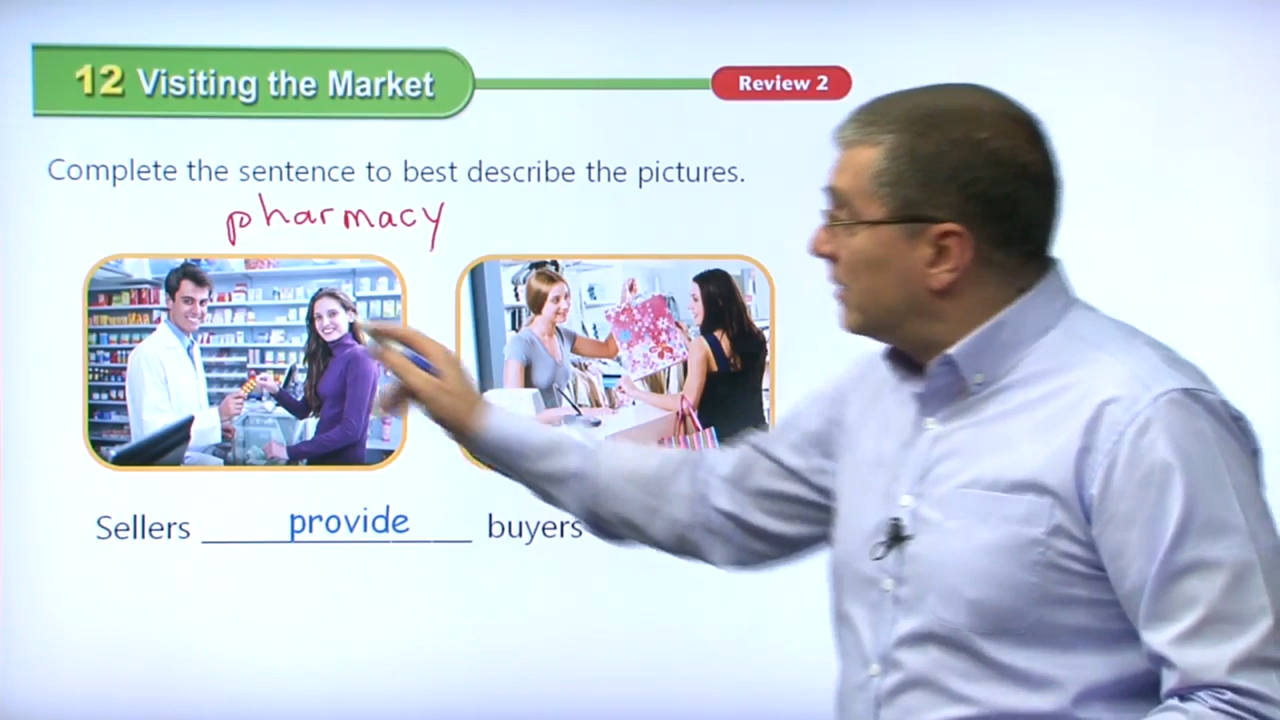 12 Visiting the Market
Review 2
Complete the sentence to best describe the pictures.
pharmacy
Sellers provide buyers